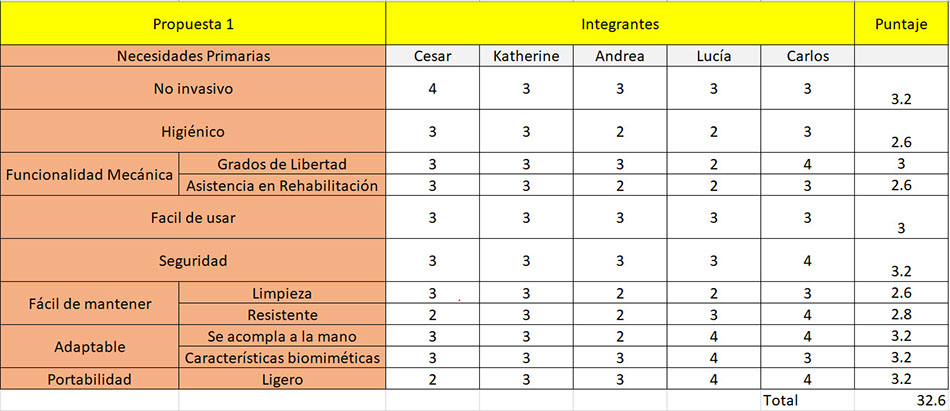 Propuesta 1 Integrantes Puntaje
Necesidades Primarias Cesar Katherine Andrea Lucía Carlos
No invasivo 4 3 3 3 3 3.2
Higiénico 3 3 2 2 3 2.6
Funcionalidad Mecánica Grados de Libertad 3 3 3 2 4 3
Asistencia en Rehabilitación 3 3 2 2 3 2.6
Facil de usar 3 3 3 3 3 3
Seguridad 3 3 3 3 4 3.2
Fácil de mantener Limpieza 3 3 2 2 3 2.6
Resistente 2 3 2 3 4 2.8
Adaptable Se acompla a la mano 3 3 2 4 4 3.2
Características biomiméticas 3 3 3 4 3 3.2
Portabilidad Ligero 2 3 3 4 4 3.2
Total 32.6